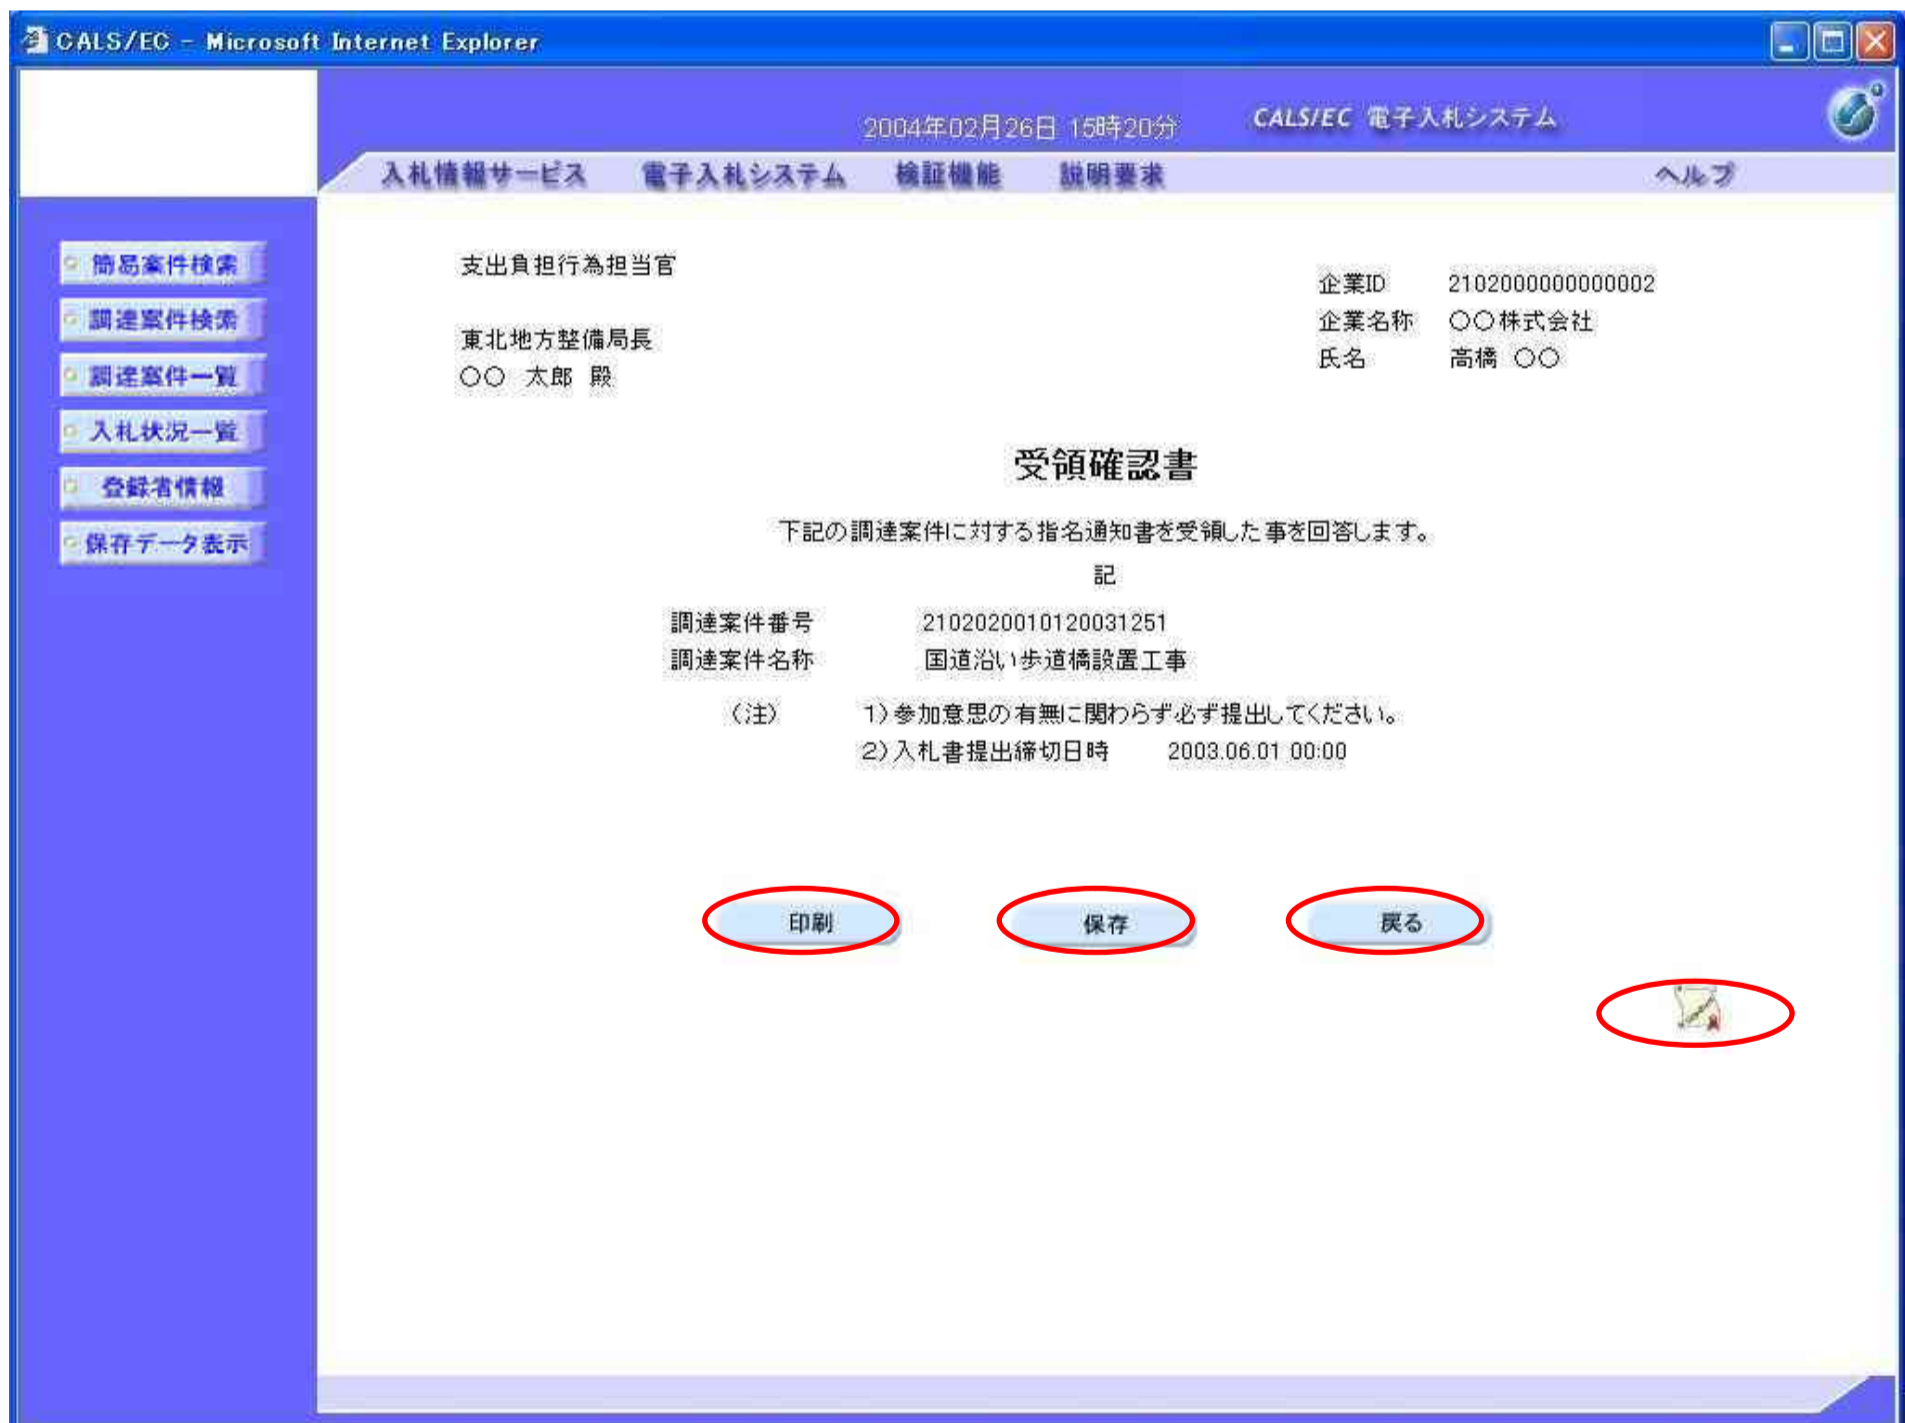 CALS/EC - Microsoft Internet Explorer
2004年02月26日 15時20分
CALS/EC 電子入札システム
入札情報サービス 電子入札システム 検証機能 説明要求 ヘルプ
簡易案件検索
調達案件検索
調達案件一覧
入札状況一覧
登録者情報
保存データ表示
支出負担行為担当官
東北地方整備局長
〇〇 太郎 殿
企業ID 2102000000000002
企業名称 〇〇株式会社
氏名 高橋 〇〇
受領確認書
下記の調達案件に対する指名通知書を受領した事を回答します。
記
調達案件番号 2102020010120031251
調達案件名称 国道沿い歩道橋設置工事
(注) 1)参加意思の有無に関わらず必ず提出してください。
2)入札書提出締切日時 2003.06.01 00:00
印刷 保存 戻る